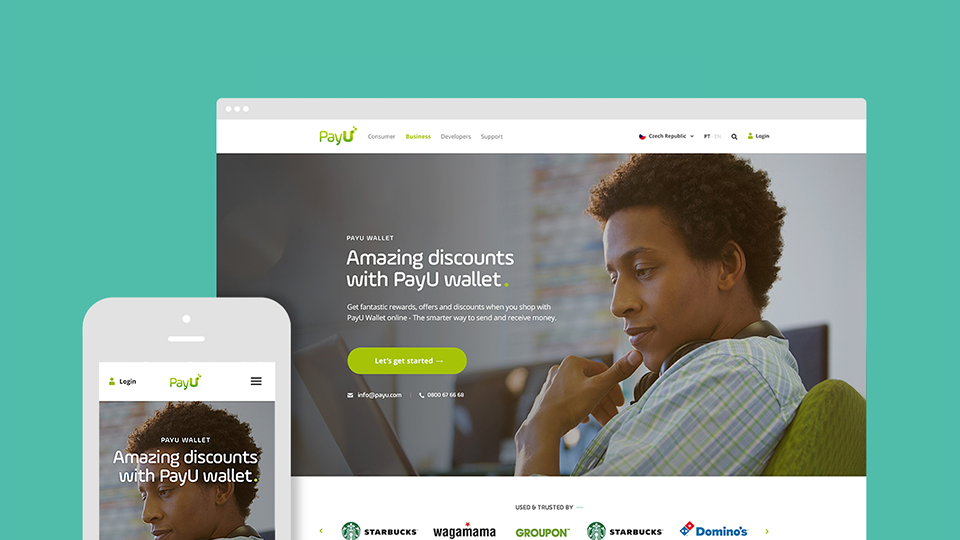 PayU
Consumer Business Developers Support
Czech Republic
PT EN
Login
PAYU WALLET
Amazing discounts
with PayU wallet.
Get fantastic rewards, offers and discounts when you shop with
PayU Wallet online - The smarter way to send and receive money.
Let's get started →
info@payu.com | 0800 67 66 68
USED & TRUSTED BY
STARBUCKS wagamama GROUPON STARBUCKS Domino's
Login
PayU
PAYU WALLET
Amazing discounts
with PayU wallet.